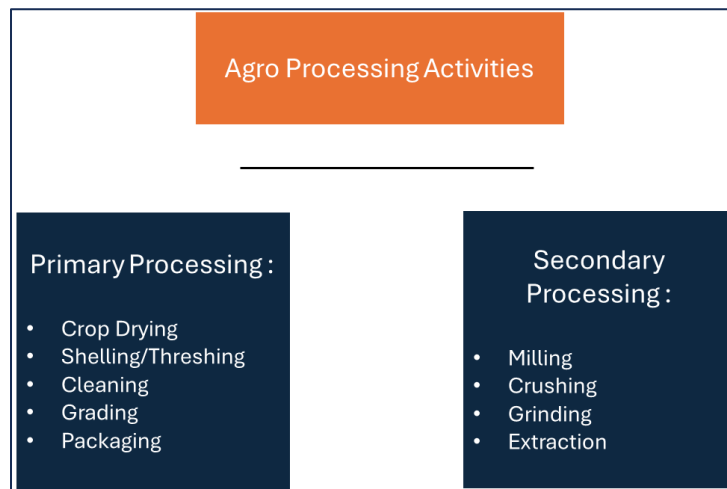 Agro Processing Activities
Primary Processing :
• Crop Drying
• Shelling/Threshing
• Cleaning
• Grading
• Packaging
Secondary
Processing :
• Milling
• Crushing
• Grinding
• Extraction